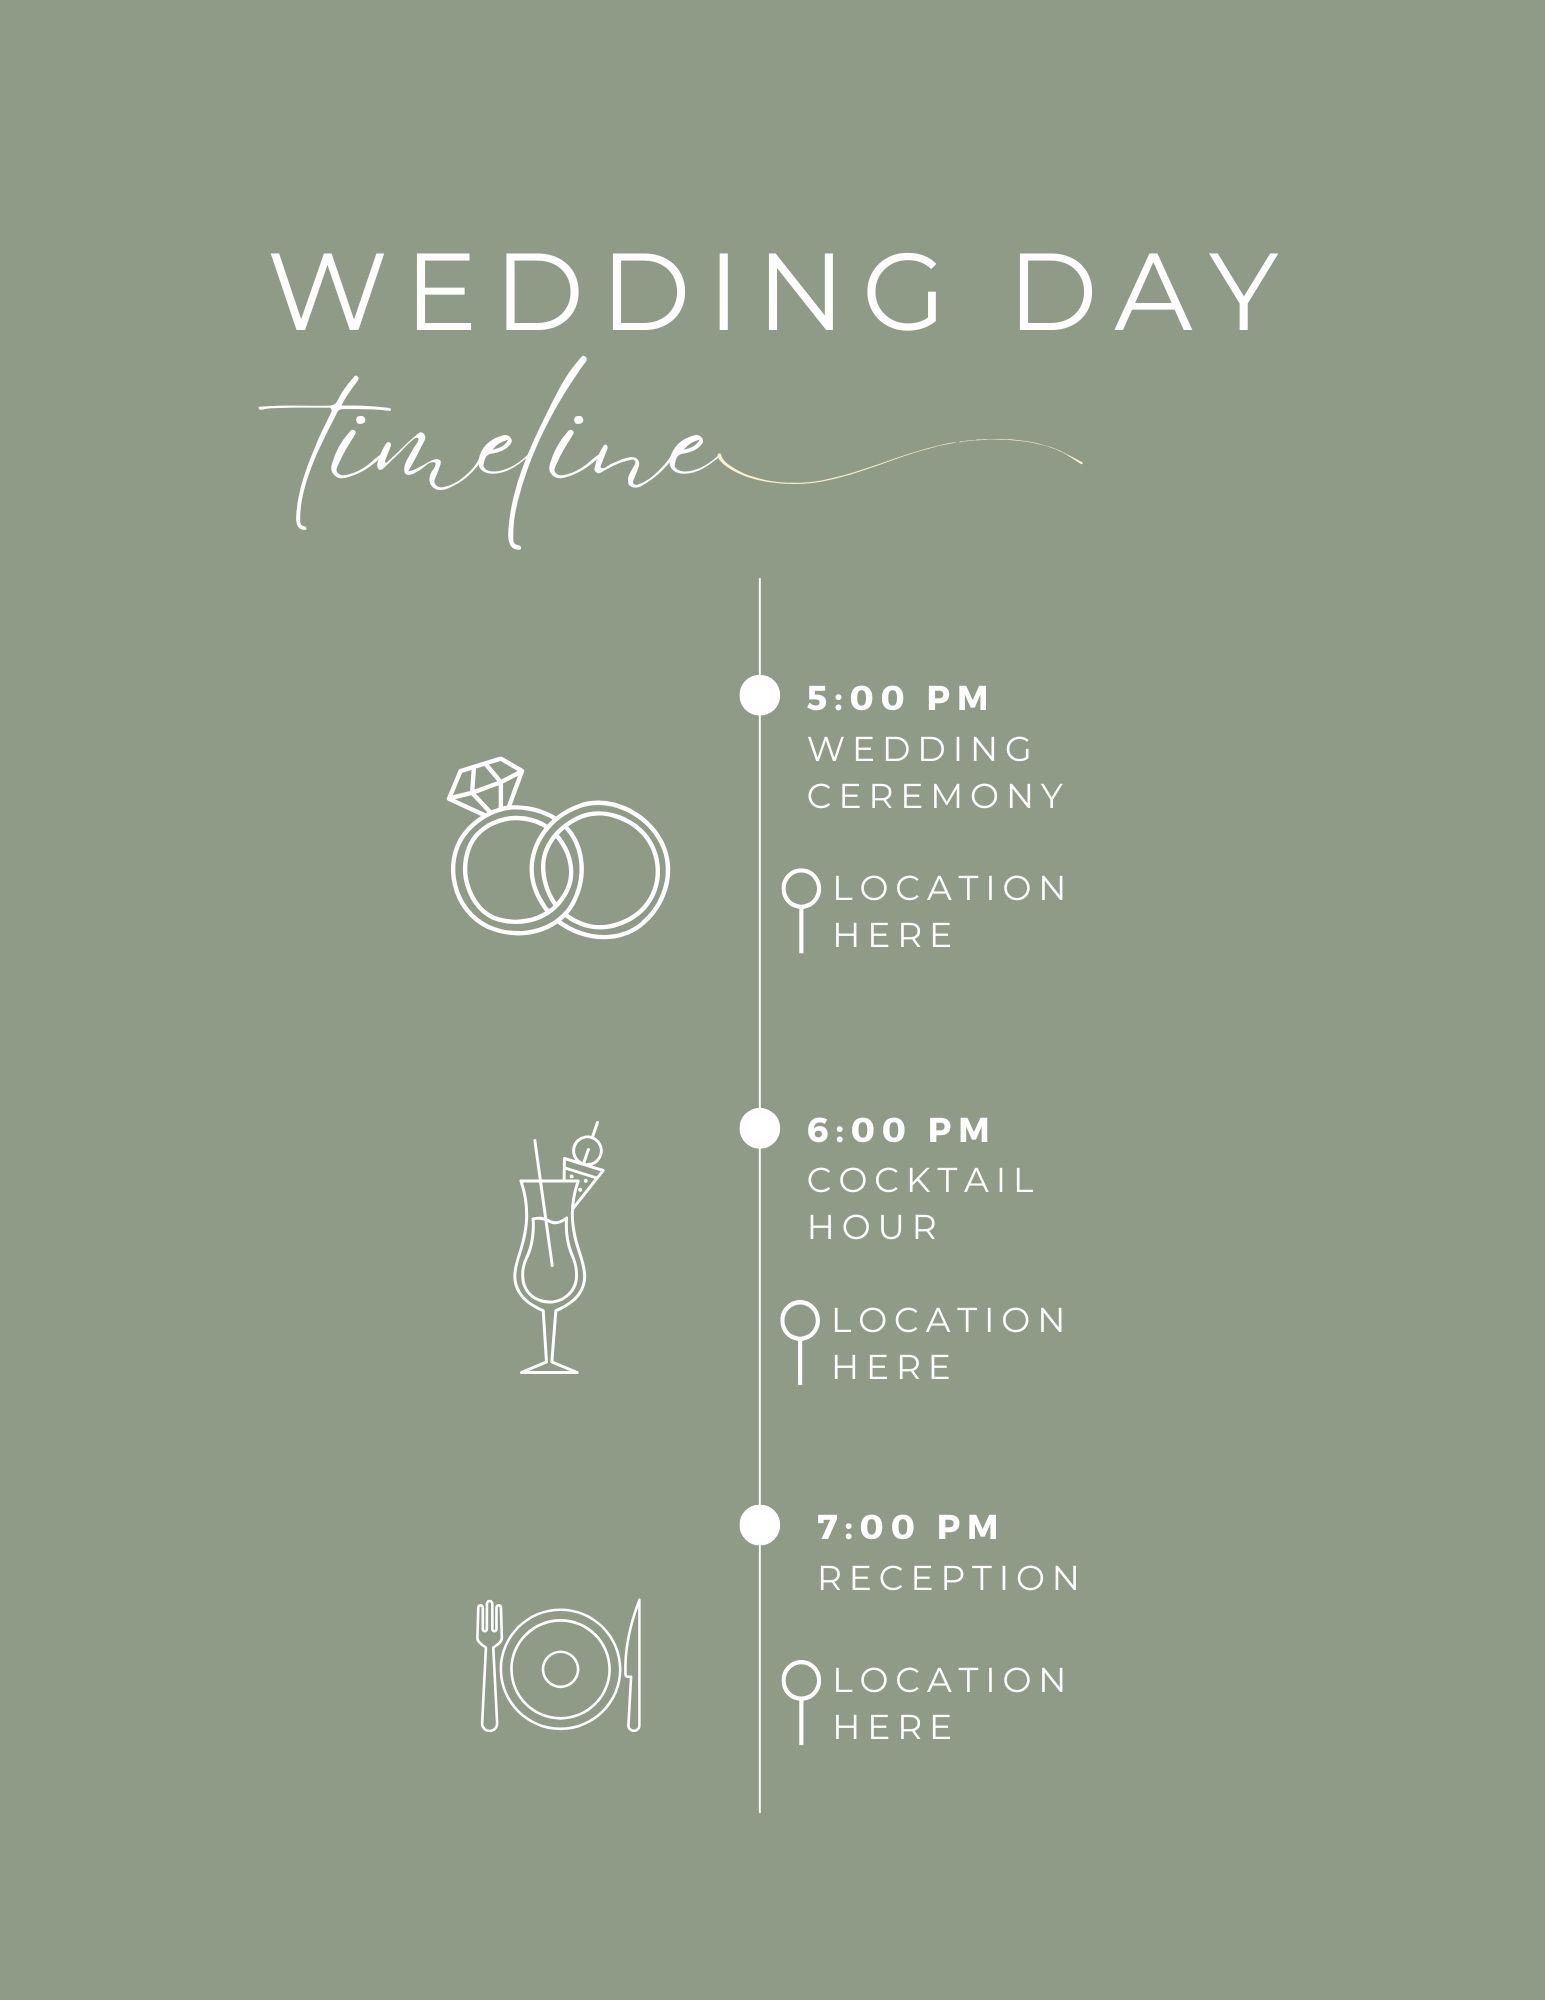 WEDDING DAY
timeline
5:00 PM
WEDDING
CEREMONY
LOCATION
HERE
6:00 PM
COCKTAIL
HOUR
LOCATION
HERE
7:00 PM
RECEPTION
LOCATION
HERE